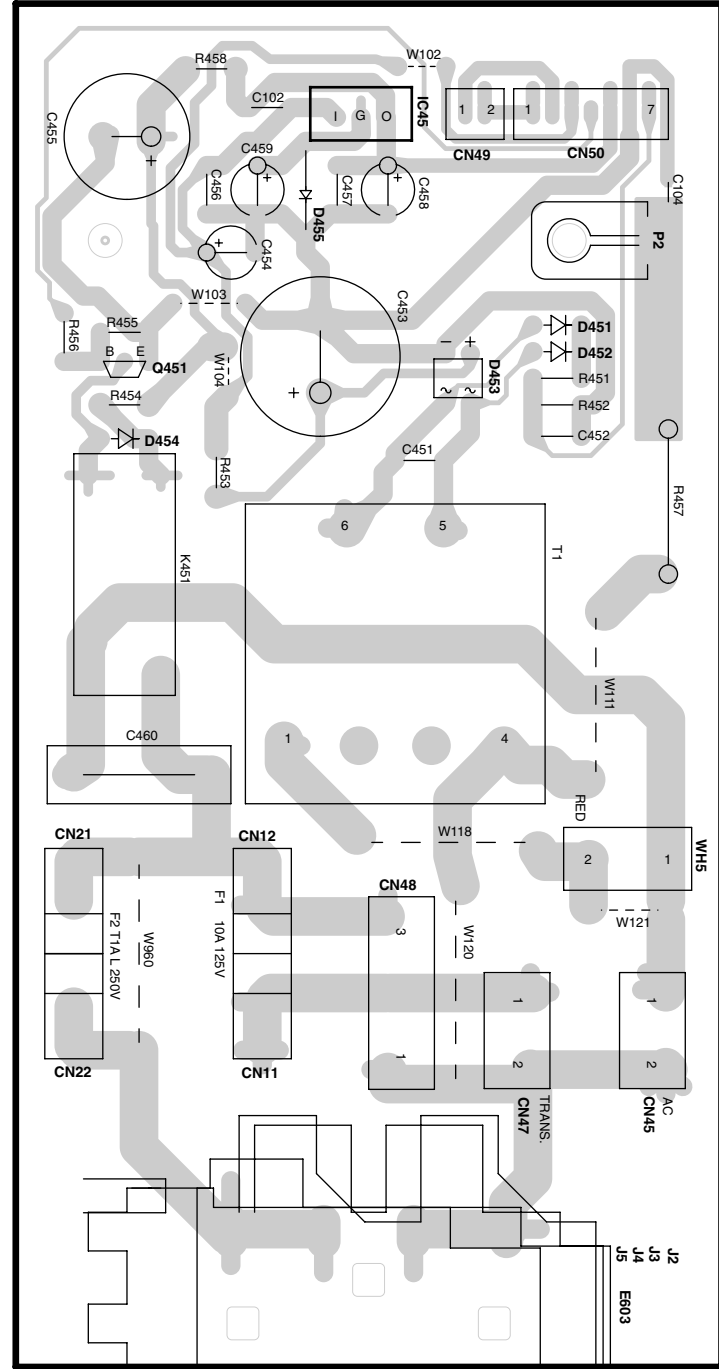 W102
R458
C102
IC45
I G O
1 2
1 7
CN49
CN50
C455
+
C459
+
C456
D455
C457
+
C458
C104
P2
+
C454
W103
C453
+
R456
R455
B E
Q451
R454
D454
W104
− +
~ ~
D453
D451
D452
R451
R452
C452
C451
R453
R457
6 5
T1
K451
W111
1 4
C460
RED
CN21
CN12
W118
2 1
WH5
CN48
W121
F2 T1A L 250V
W960
F1
10A 125V
3
W120
1
1
1
2
2
CN22
CN11
1
TRANS.
CN47
AC
CN45
J2
J3
J4
J5
E603